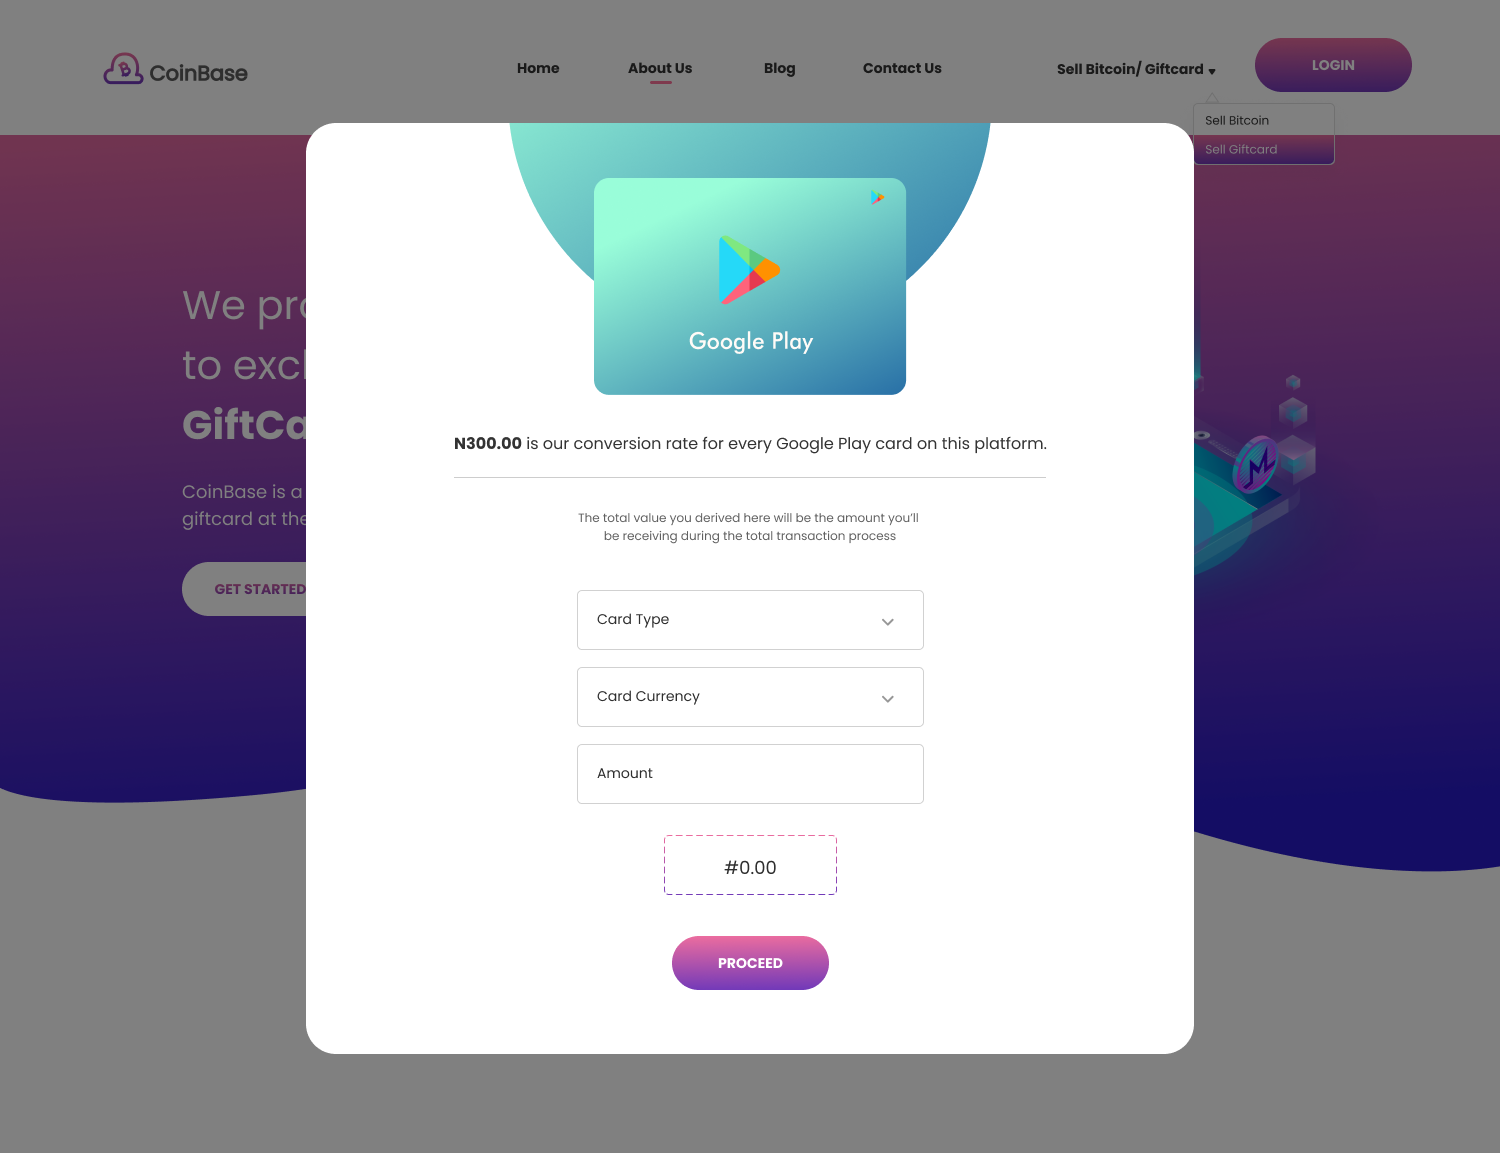 CoinBase
Home
About Us
Blog
Contact Us
Sell Bitcoin/ Giftcard
LOGIN
Sell Bitcoin
Sell Giftcard
We pro
to excl
GiftCa
CoinBase is a
giftcard at the
GET STARTED
Google Play
N300.00 is our conversion rate for every Google Play card on this platform.
The total value you derived here will be the amount you’ll
be receiving during the total transaction process
Card Type
Card Currency
Amount
#0.00
PROCEED